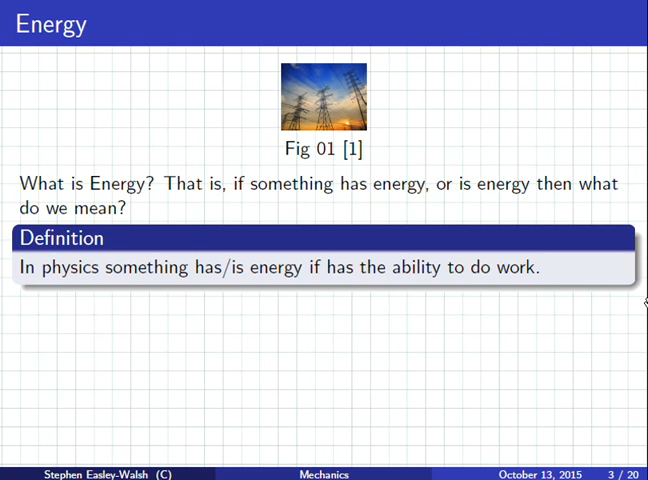 Energy
Fig 01 [1]
What is Energy? That is, if something has energy, or is energy then what
do we mean?
Definition
In physics something has/is energy if has the ability to do work.
Stephen Easley-Walsh (C) Mechanics October 13, 2015 3 / 20